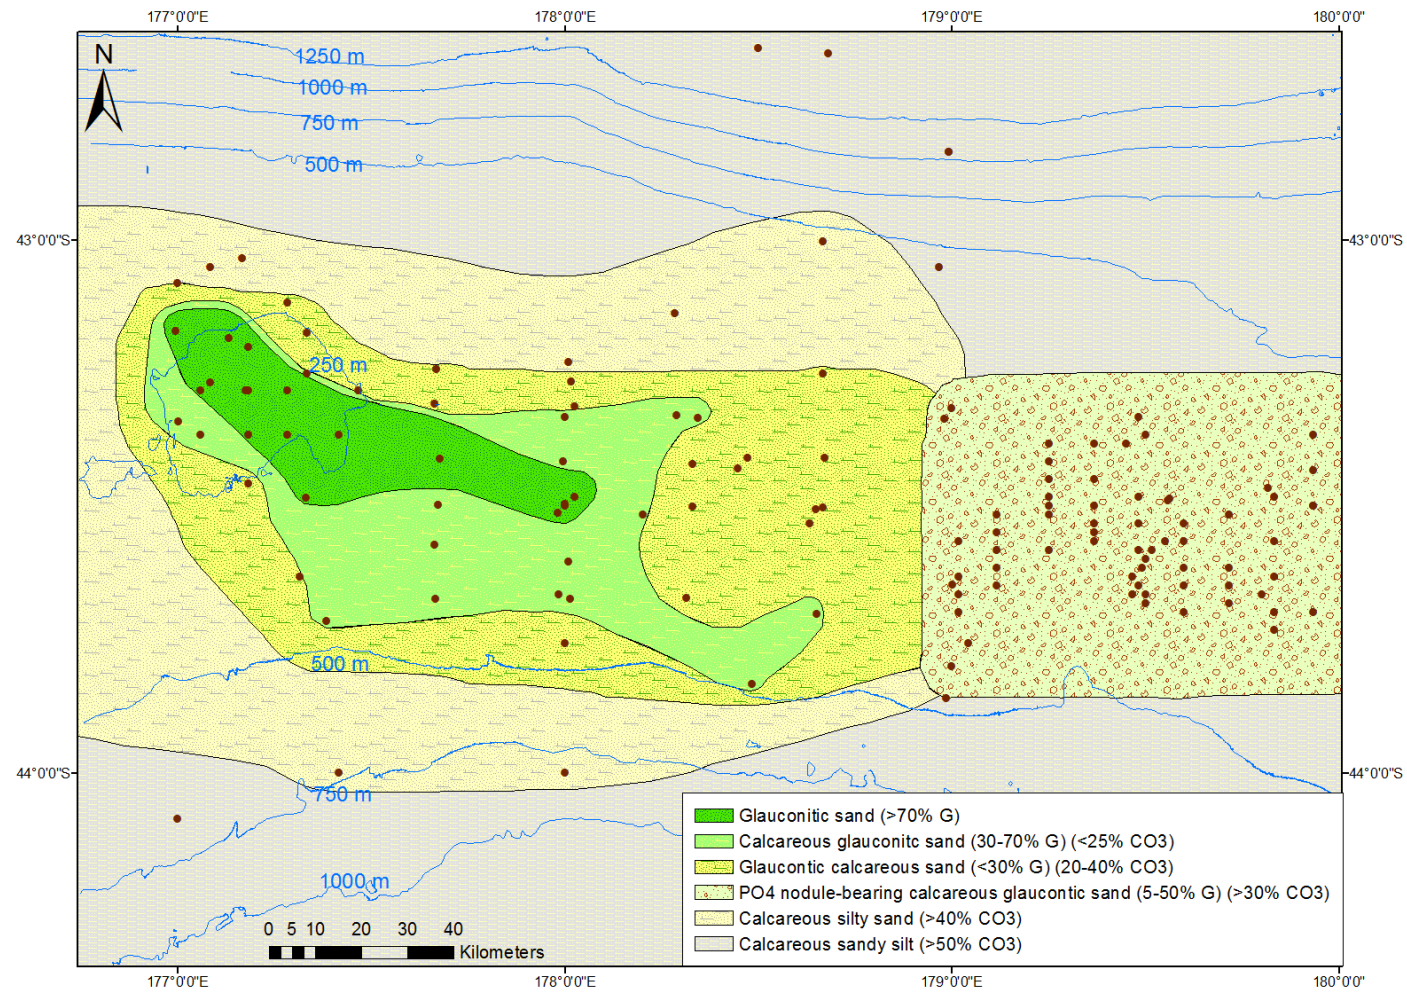 177°0'0"E 178°0'0"E 179°0'0"E 180°0'0"
N
1250 m
1000 m
750 m
500 m
43°0'0"S 43°0'0"S
250 m
500 m
44°0'0"S 44°0'0"S
750 m
Glauconitic sand (>70% G)
Calcareous glauconitc sand (30-70% G) (<25% CO3)
Glaucontic calcareous sand (<30% G) (20-40% CO3)
1000 m
PO4 nodule-bearing calcareous glaucontic sand (5-50% G) (>30% CO3)
Calcareous silty sand (>40% CO3)
0 5 10 20 30 40
Calcareous sandy silt (>50% CO3)
Kilometers
177°0'0"E 178°0'0"E 179°0'0"E 180°0'0"